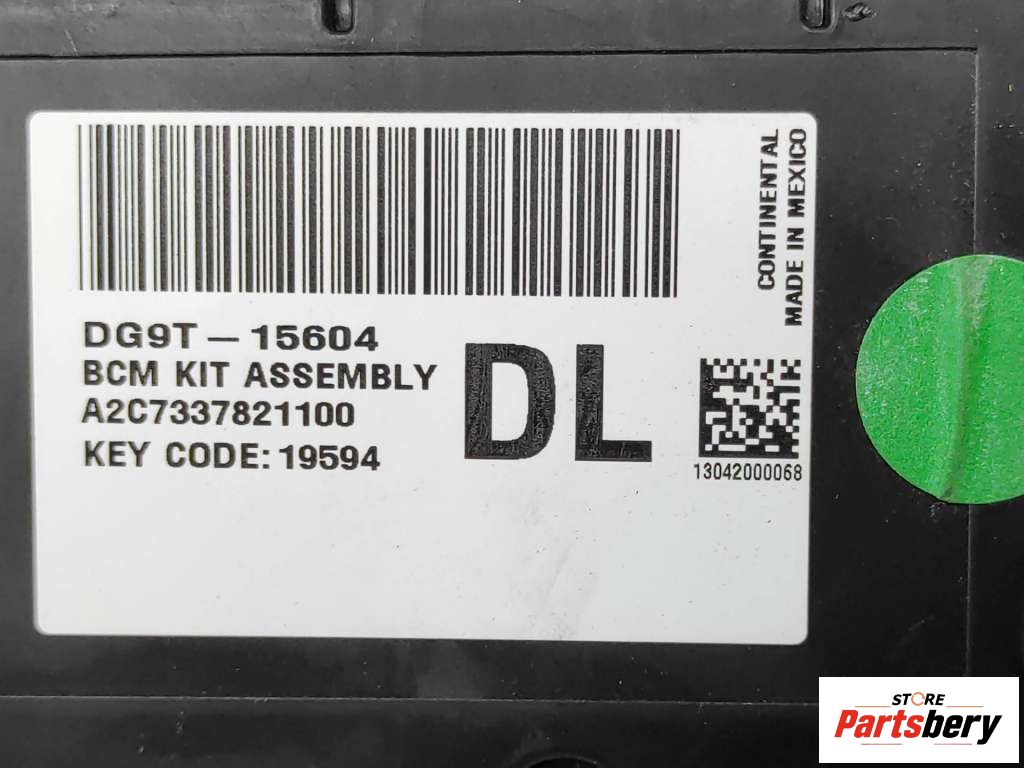 CONTINENTAL
MADE IN MEXICO
DG9T — 15604
BCM KIT ASSEMBLY
A2C7337821100
KEY CODE: 19594
DL
13042000068
STORE
Partsbery